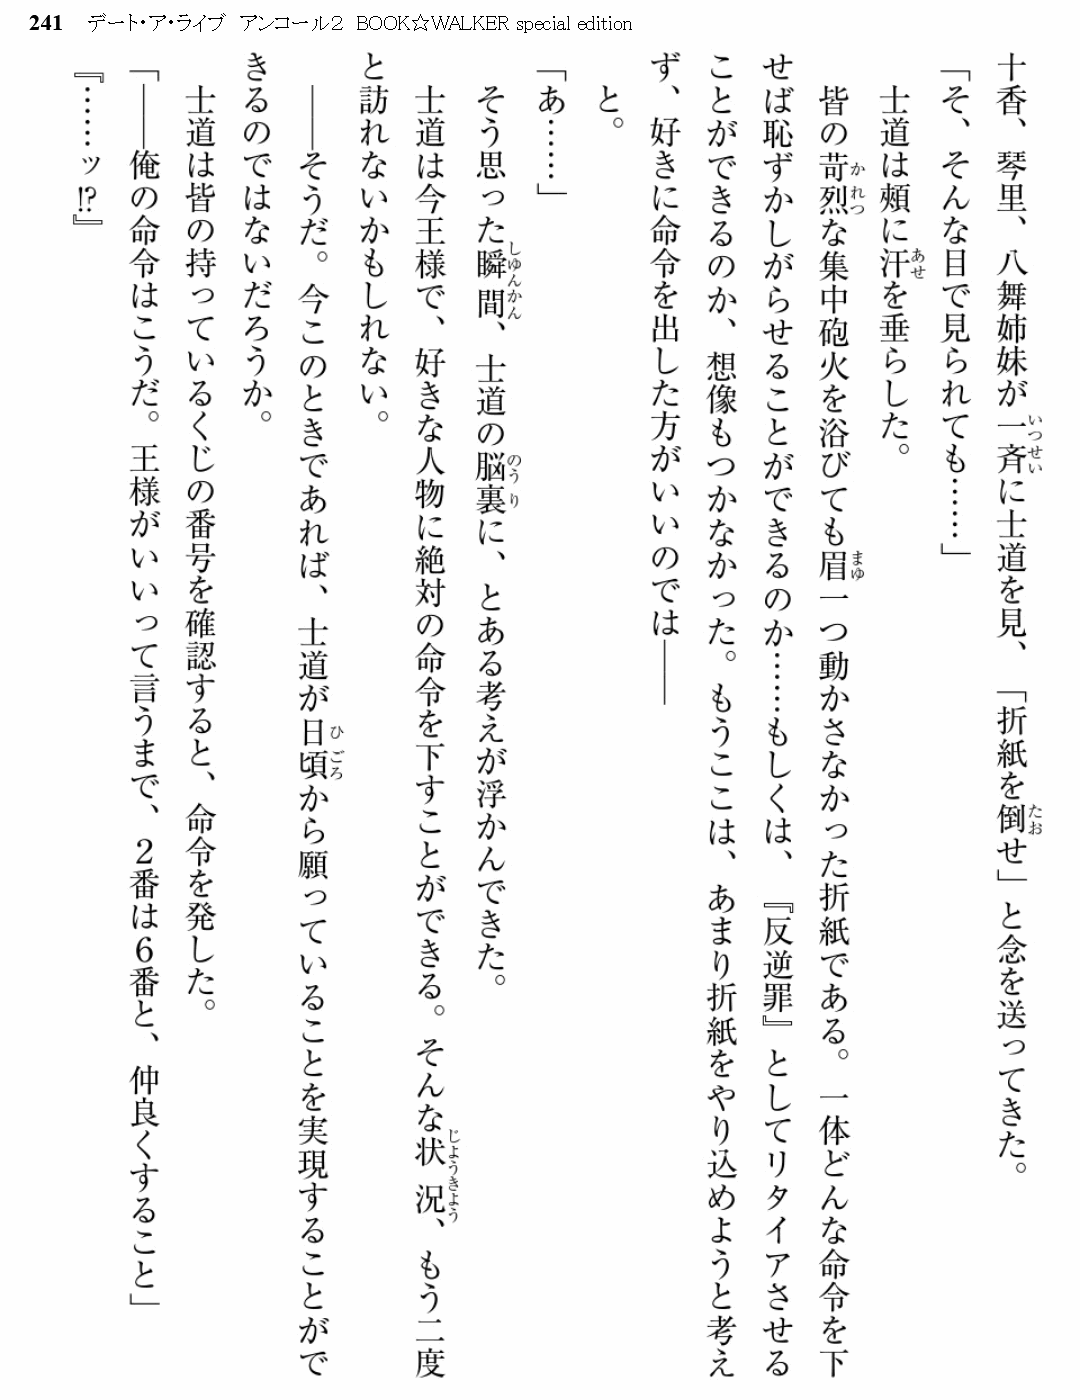 241 デート・ア・ライブ アンコール2 BOOK☆WALKER special edition
十香、琴里、八舞姉妹が一斉に士道を見、「折紙を倒せ」と念を送ってきた。
「そ、そんな目で見られても……」
士道は頰に汗を垂らした。
皆の苛烈な集中砲火を浴びても眉一つ動かさなかった折紙である。一体どんな命令を下
せば恥ずかしがらせることができるのか……もしくは、『反逆罪』としてリタイアさせる
ことができるのか、想像もつかなかった。もうここは、あまり折紙をやり込めようと考え
ず、好きに命令を出した方がいいのでは――
と。
「あ……」
そう思った瞬間、士道の脳裏に、とある考えが浮かんできた。
士道は今王様で、好きな人物に絶対の命令を下すことができる。そんな状況、もう二度
と訪れないかもしれない。
――そうだ。今このときであれば、士道が日頃から願っていることを実現することがで
きるのではないだろうか。
士道は皆の持っているくじの番号を確認すると、命令を発した。
「――俺の命令はこうだ。王様がいいって言うまで、2番は6番と、仲良くすること」
『……ッ!?』